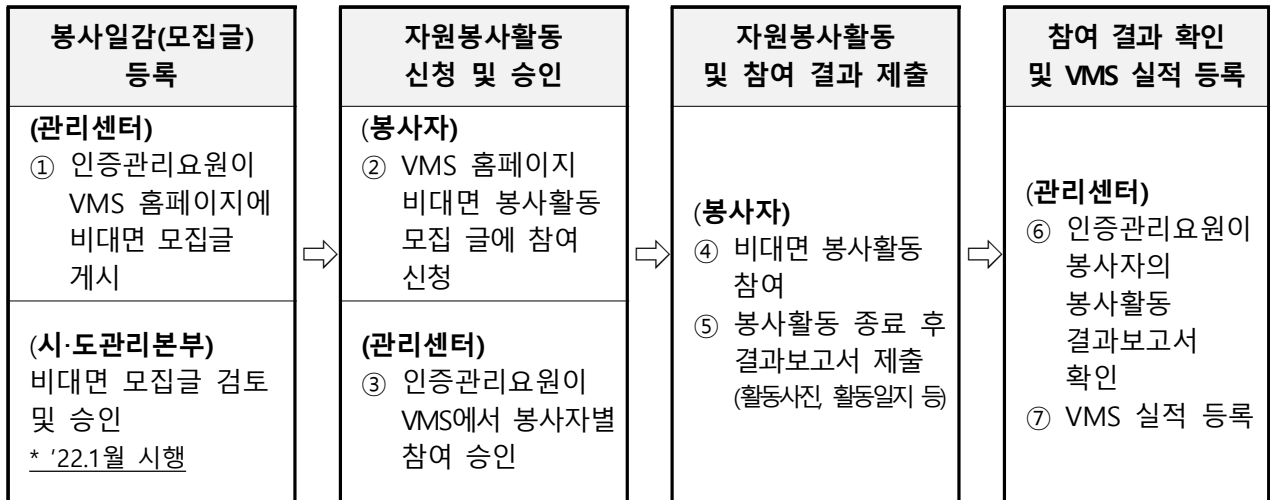 봉사일감(모집글)
등록
(관리센터)
① 인증관리요원이
VMS 홈페이지에
비대면 모집글
게시
(시·도관리본부)
비대면 모집글 검토
및 승인
* '22.1월 시행
⇨
자원봉사활동
신청 및 승인
(봉사자)
② VMS 홈페이지
비대면 봉사활동
모집 글에 참여
신청
(관리센터)
③ 인증관리요원이
VMS에서 봉사자별
참여 승인
⇨
자원봉사활동
및 참여 결과 제출
(봉사자)
④ 비대면 봉사활동
참여
⑤ 봉사활동 종료 후
결과보고서 제출
(활동사진, 활동일지 등)
⇨
참여 결과 확인
및 VMS 실적 등록
(관리센터)
⑥ 인증관리요원이
봉사자의
봉사활동
결과보고서
확인
⑦ VMS 실적 등록